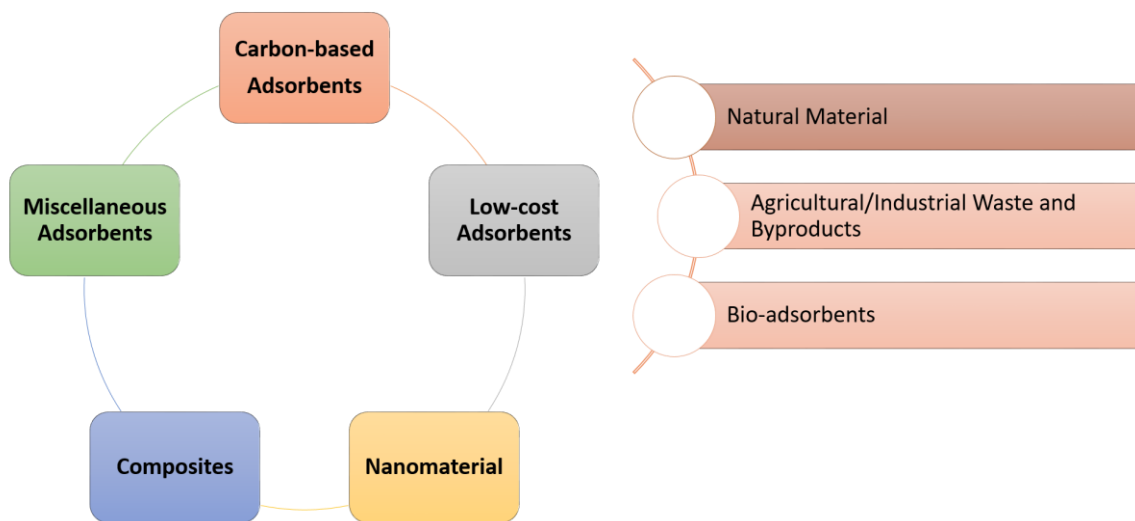 Carbon-based
Adsorbents
Low-cost
Adsorbents
Nanomaterial
Composites
Miscellaneous
Adsorbents
Natural Material
Agricultural/Industrial Waste and
Byproducts
Bio-adsorbents